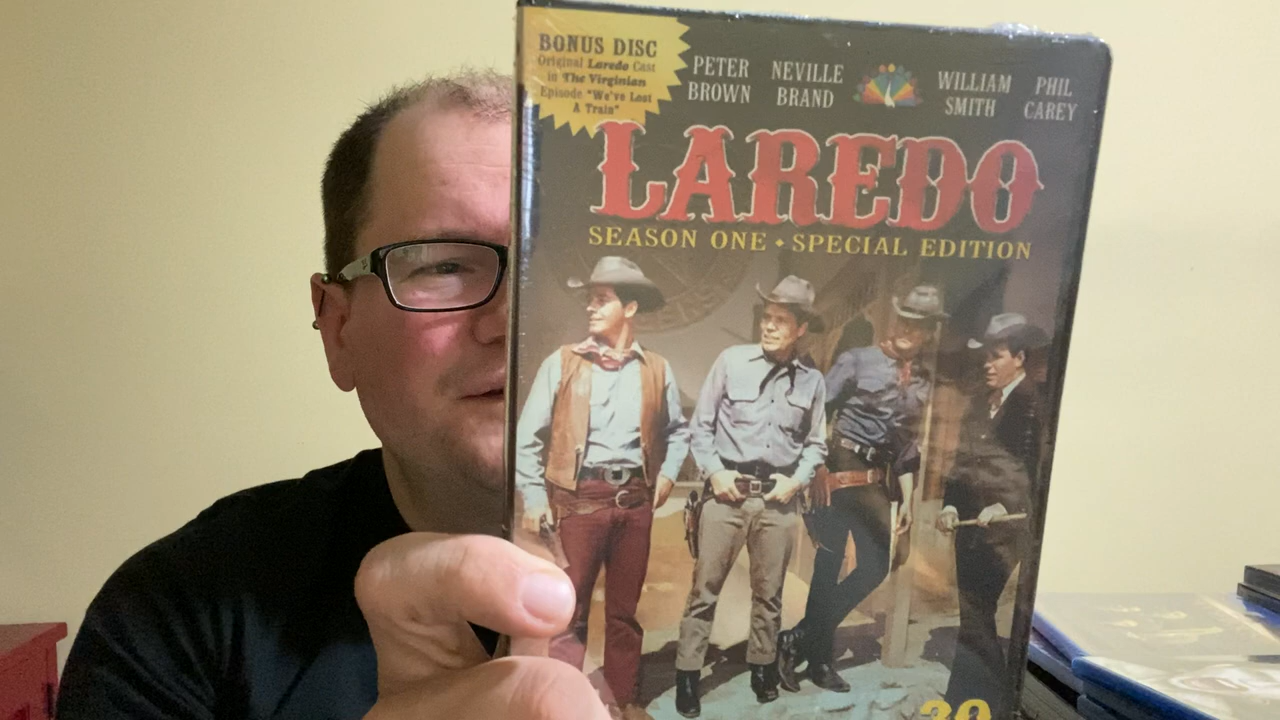 BONUS DISC
Original Laredo Cast
in The Virginian
Episode "We've Lost
A Train"
PETER BROWN
NEVILLE BRAND
WILLIAM SMITH
PHIL CAREY
LAREDO
SEASON ONE • SPECIAL EDITION
30